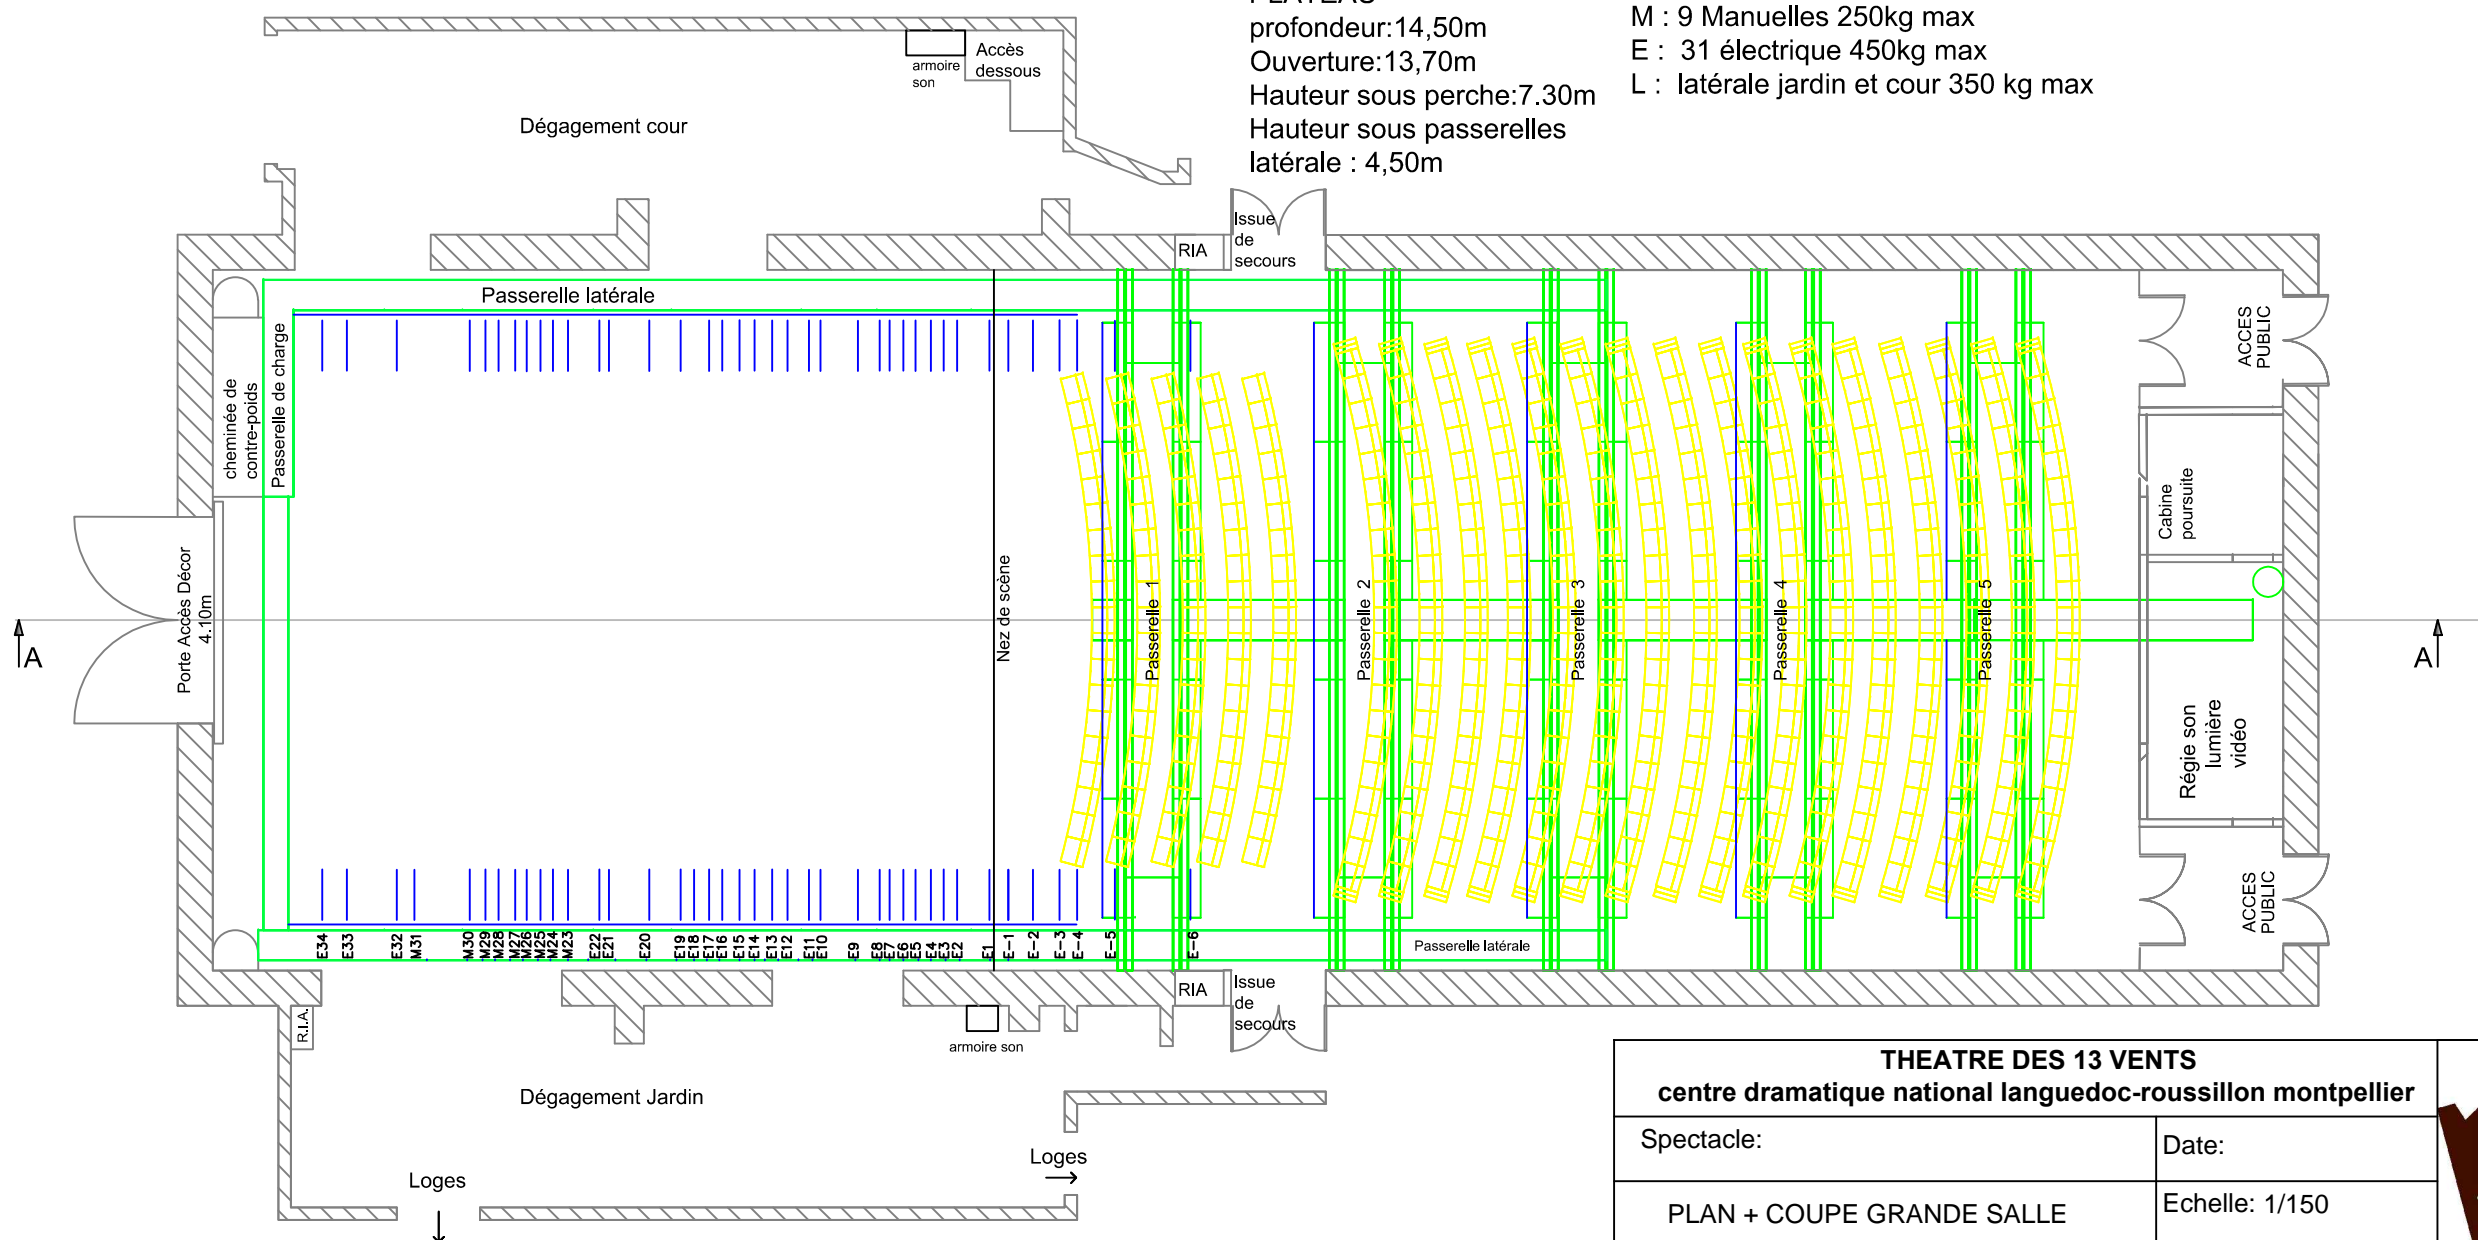 profondeur:14,50m
Ouverture:13,70m
Hauteur sous perche:7.30m
Hauteur sous passerelles
latérale : 4,50m
M : 9 Manuelles 250kg max
E : 31 électrique 450kg max
L : latérale jardin et cour 350 kg max
Accès
dessous
armoire
son
Dégagement cour
Issue
de
secours
RIA
Passerelle latérale
Passerelle de charge
cheminée de
contre-poids
Porte Accès Décor
4.10m
A
Nez de scène
Passerelle 1
Passerelle 2
Passerelle 3
Passerelle 4
Passerelle 5
ACCES
PUBLIC
Cabine
poursuite
Régie son
lumière
vidéo
A
ACCES
PUBLIC
E34
E33
E32
M31
M30
M29
M28
M27
M26
M25
M24
M23
E22
E21
E20
E19
E18
E17
E16
E15
E14
E13
E12
E11
E10
E9
E8
E7
E6
E5
E4
E3
E2
E1
E-1
E-2
E-3
E-4
E-5
E-6
Passerelle latérale
RIA
Issue
de
secours
R.I.A.
armoire son
Dégagement Jardin
Loges
Loges
THEATRE DES 13 VENTS
centre dramatique national languedoc-roussillon montpellier
Spectacle:
Date:
PLAN + COUPE GRANDE SALLE
Echelle: 1/150